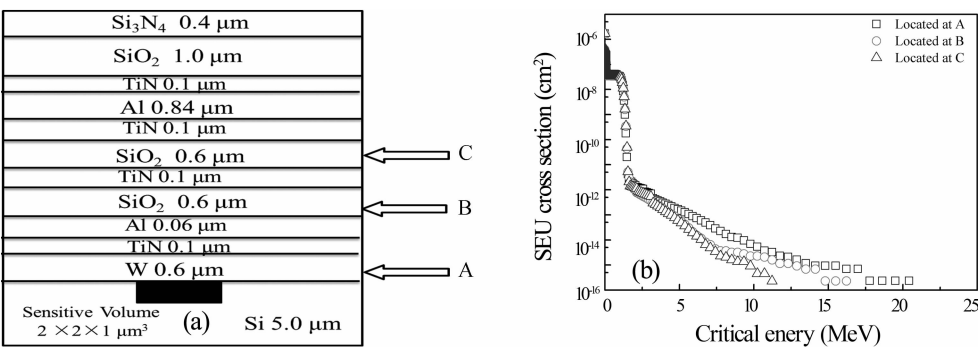 Si₃N₄ 0.4 μm
SiO₂ 1.0 μm
TiN 0.1 μm
Al 0.84 μm
TiN 0.1 μm
SiO₂ 0.6 μm
C
TiN 0.1 μm
SiO₂ 0.6 μm
B
Al 0.06 μm
TiN 0.1 μm
W 0.6 μm
A
Sensitive Volume
2 ×2×1 μm³
(a)
Si 5.0 μm
SEU cross section (cm²)
10⁻⁶
10⁻⁸
10⁻¹⁰
10⁻¹²
10⁻¹⁴
10⁻¹⁶
Located at A
Located at B
Located at C
(b)
0 5 10 15 20 25
Critical enery (MeV)